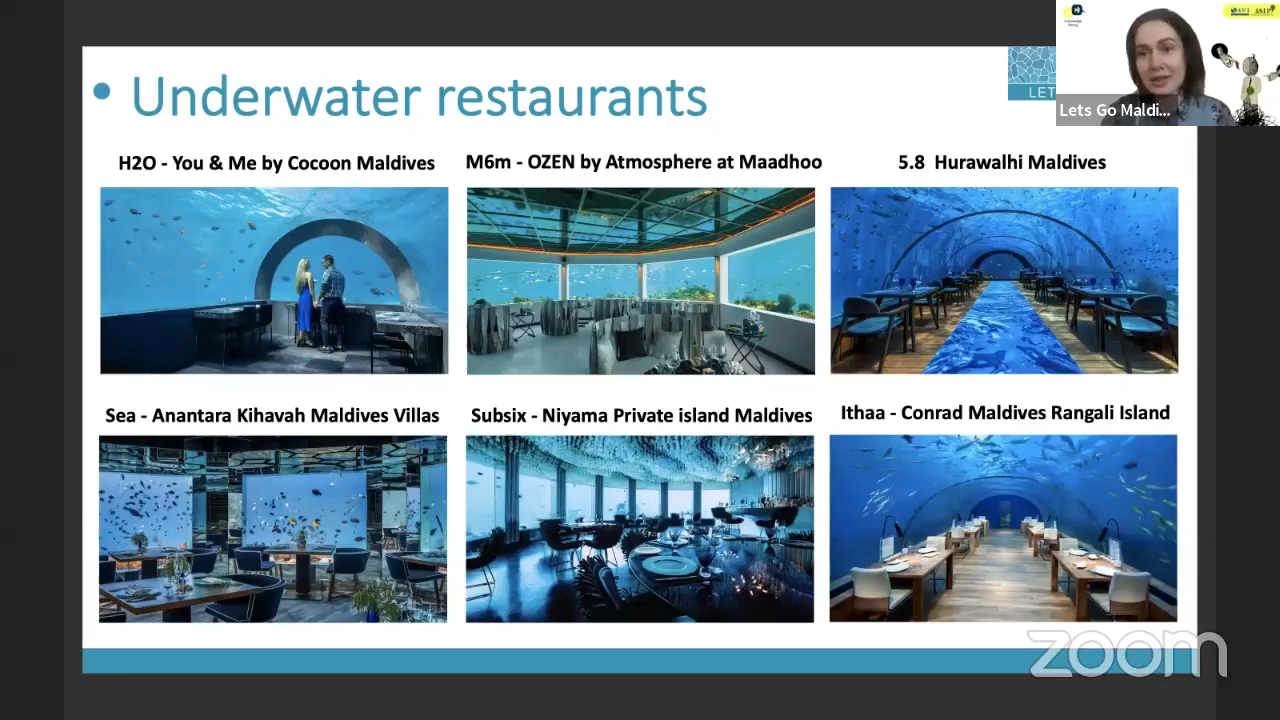 • Underwater restaurants
LET
Lets Go Maldi...
H2O - You & Me by Cocoon Maldives
M6m - OZEN by Atmosphere at Maadhoo
5.8 Hurawalhi Maldives
Sea - Anantara Kihavah Maldives Villas
Subsix - Niyama Private island Maldives
Ithaa - Conrad Maldives Rangali Island
zoom